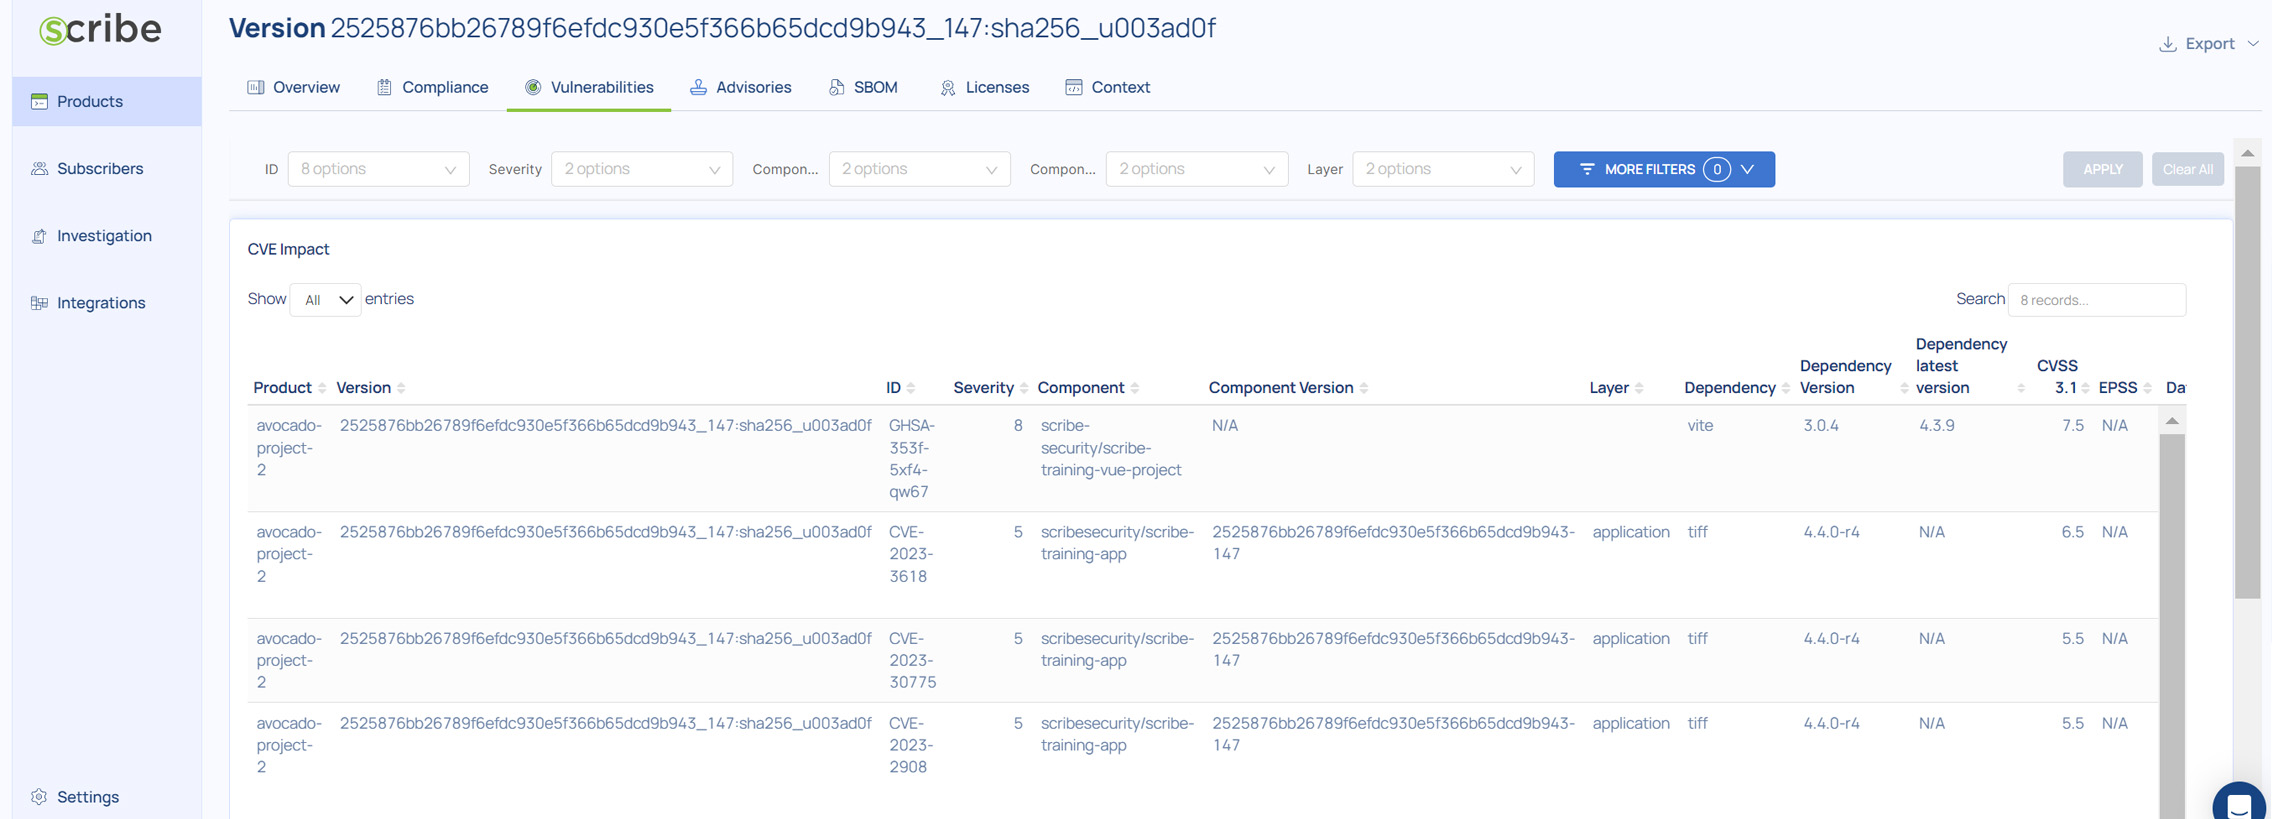 scribe
Version 2525876bb26789f6efdc930e5f366b65dcd9b943_147:sha256_u003ad0f
Export
Overview Compliance Vulnerabilities Advisories SBOM Licenses Context
Products
Subscribers
Investigation
Integrations
Settings
ID 8 options Severity 2 options Compon... 2 options Compon... 2 options Layer 2 options MORE FILTERS 0 APPLY Clear All
CVE Impact
Show All entries Search 8 records...
Product Version ID Severity Component Component Version Layer Dependency Dependency Version Dependency latest version CVSS 3.1 EPSS Da
avocado- 2525876bb26789f6efdc930e5f366b65dcd9b943_147:sha256_u003ad0f GHSA- 8 scribe- N/A vite 3.0.4 4.3.9 7.5 N/A
project- 353f- security/scribe-
2 5xf4- training-vue-project
qw67
avocado- 2525876bb26789f6efdc930e5f366b65dcd9b943_147:sha256_u003ad0f CVE- 5 scribesecurity/scribe- 2525876bb26789f6efdc930e5f366b65dcd9b943- application tiff 4.4.0-r4 N/A 6.5 N/A
project- 2023- training-app 147
2 3618
avocado- 2525876bb26789f6efdc930e5f366b65dcd9b943_147:sha256_u003ad0f CVE- 5 scribesecurity/scribe- 2525876bb26789f6efdc930e5f366b65dcd9b943- application tiff 4.4.0-r4 N/A 5.5 N/A
project- 2023- training-app 147
2 30775
avocado- 2525876bb26789f6efdc930e5f366b65dcd9b943_147:sha256_u003ad0f CVE- 5 scribesecurity/scribe- 2525876bb26789f6efdc930e5f366b65dcd9b943- application tiff 4.4.0-r4 N/A 5.5 N/A
project- 2023- training-app 147
2 2908